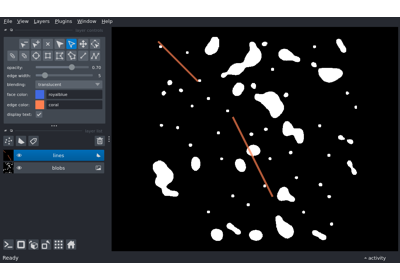 File View Layers Plugins Window Help
opacity: 0.70
edge width: 5
blending: translucent
face color: royalblue
edge color: coral
display text:
lines
blobs
Ready
activity